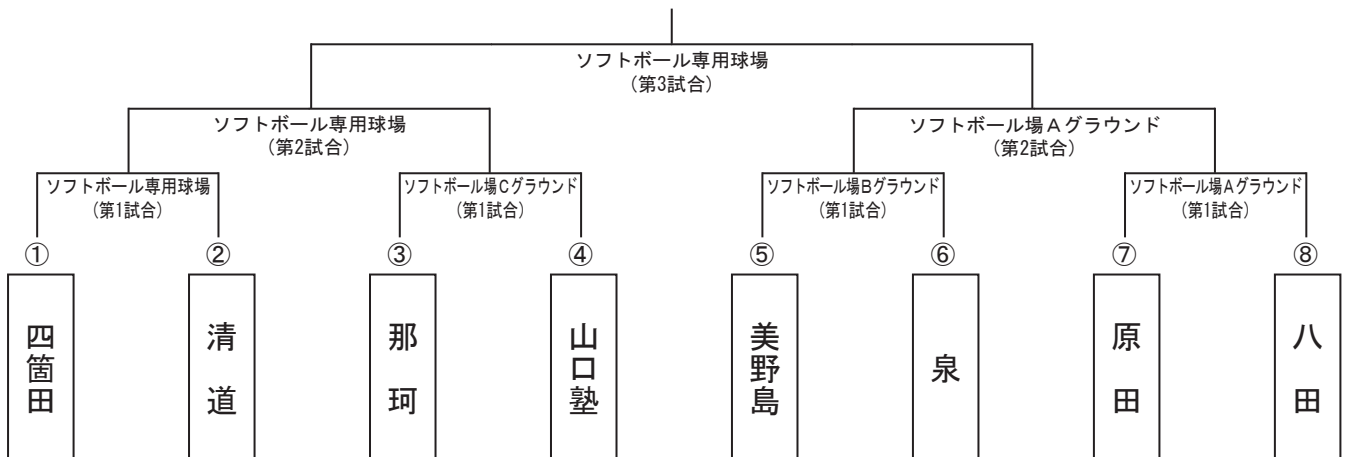 ソフトボール専用球場
(第3試合)
ソフトボール専用球場
(第2試合)
ソフトボール場Aグラウンド
(第2試合)
ソフトボール専用球場
(第1試合)
ソフトボール場Cグラウンド
(第1試合)
ソフトボール場Bグラウンド
(第1試合)
ソフトボール場Aグラウンド
(第1試合)
①
②
③
④
⑤
⑥
⑦
⑧
四箇田
清道
那珂
山口塾
美野島
泉
原田
八田